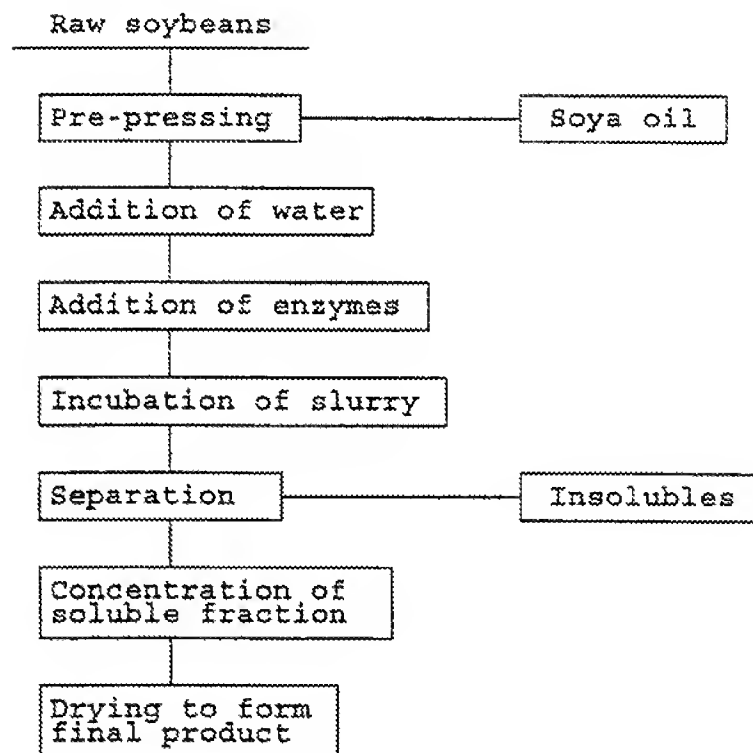 Raw soybeans
Pre-pressing
Soya oil
Addition of water
Addition of enzymes
Incubation of slurry
Separation
Insolubles
Concentration of
soluble fraction
Drying to form
final product